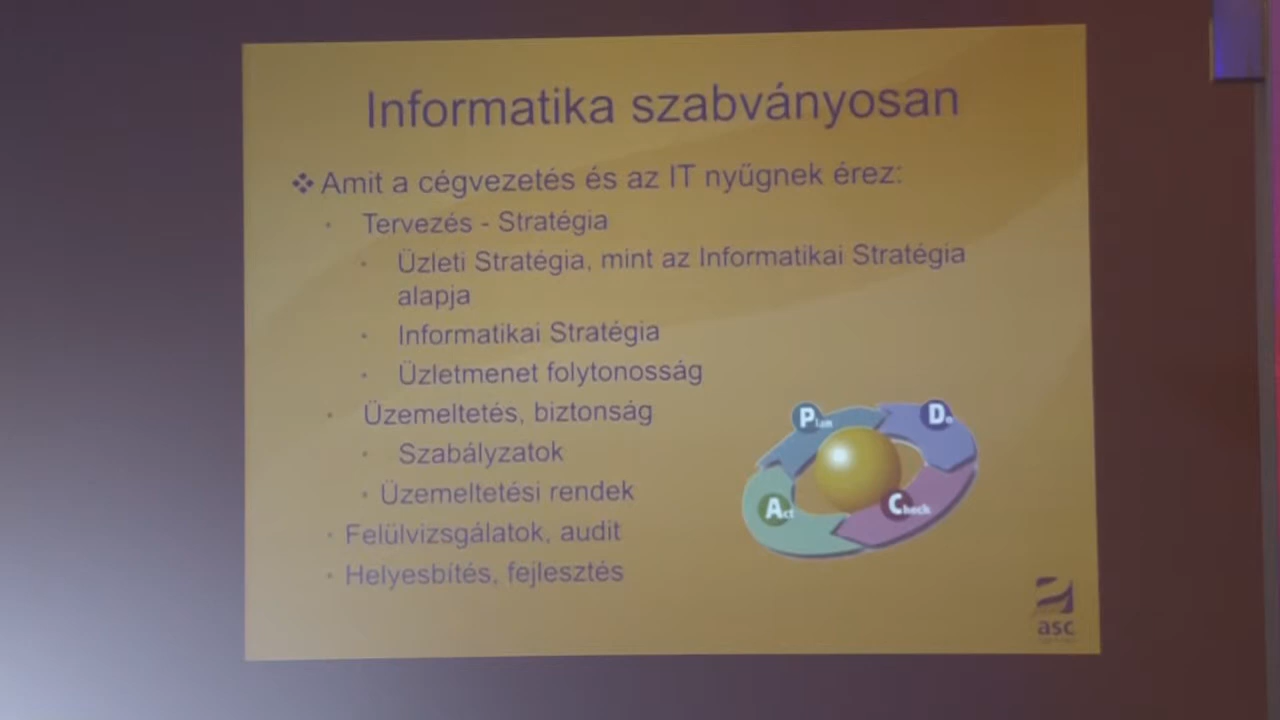 Informatika szabványosan
❖ Amit a cégvezetés és az IT nyűgnek érez:
• Tervezés - Stratégia
• Üzleti Stratégia, mint az Informatikai Stratégia
alapja
• Informatikai Stratégia
• Üzletmenet folytonosság
• Üzemeltetés, biztonság
• Szabályzatok
• Üzemeltetési rendek
• Felülvizsgálatok, audit
• Helyesbítés, fejlesztés
Plan
Do
Act
Check
asc